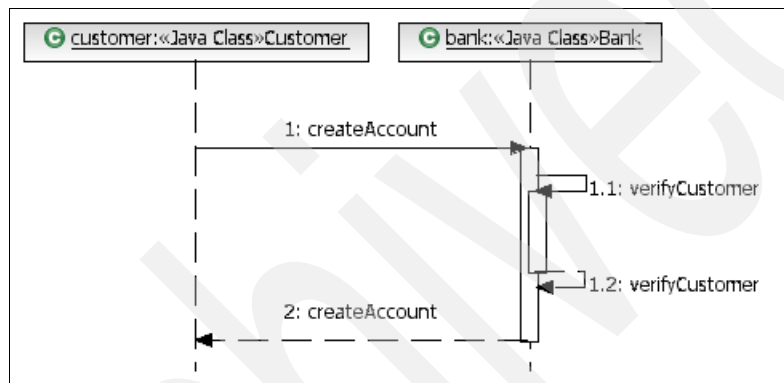 customer:«Java Class»Customer
bank:«Java Class»Bank
1: createAccount
1.1: verifyCustomer
1.2: verifyCustomer
2: createAccount